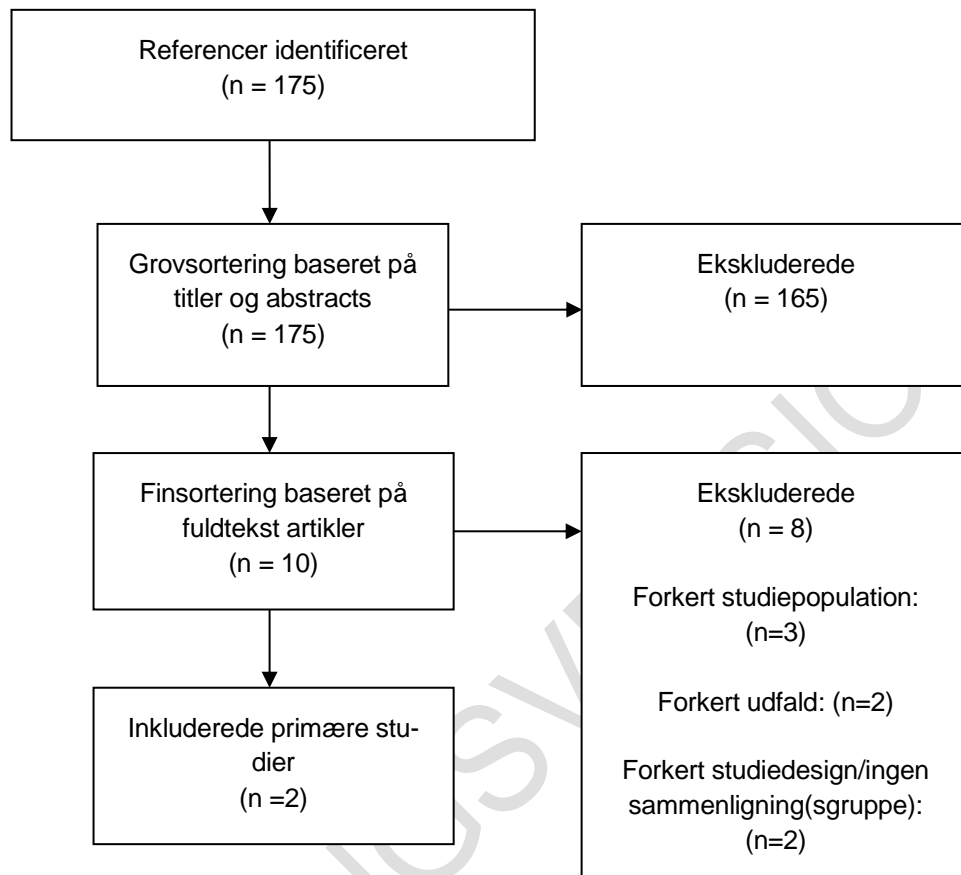 Referencer identificeret
(n = 175)
Grovsortering baseret på
titler og abstracts
(n = 175)
Ekskluderede
(n = 165)
Finsortering baseret på
fuldtekst artikler
(n = 10)
Ekskluderede
(n = 8)
Forkert studiepopulation:
(n=3)
Forkert udfald: (n=2)
Forkert studiedesign/ingen
sammenligning(sgruppe):
(n=2)
Inkluderede primære stu-
dier
(n =2)